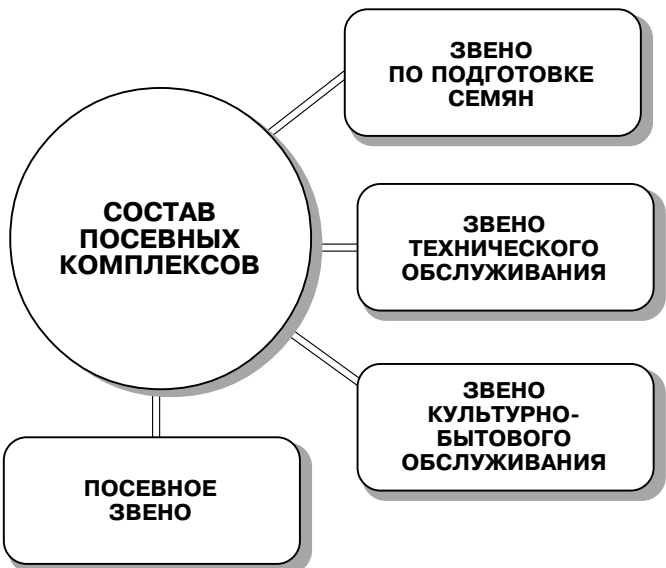 ЗВЕНО
ПО ПОДГОТОВКЕ
СЕМЯН
СОСТАВ
ПОСЕВНЫХ
КОМПЛЕКСОВ
ЗВЕНО
ТЕХНИЧЕСКОГО
ОБСЛУЖИВАНИЯ
ЗВЕНО
КУЛЬТУРНО-
БЫТОВОГО
ОБСЛУЖИВАНИЯ
ПОСЕВНОЕ
ЗВЕНО